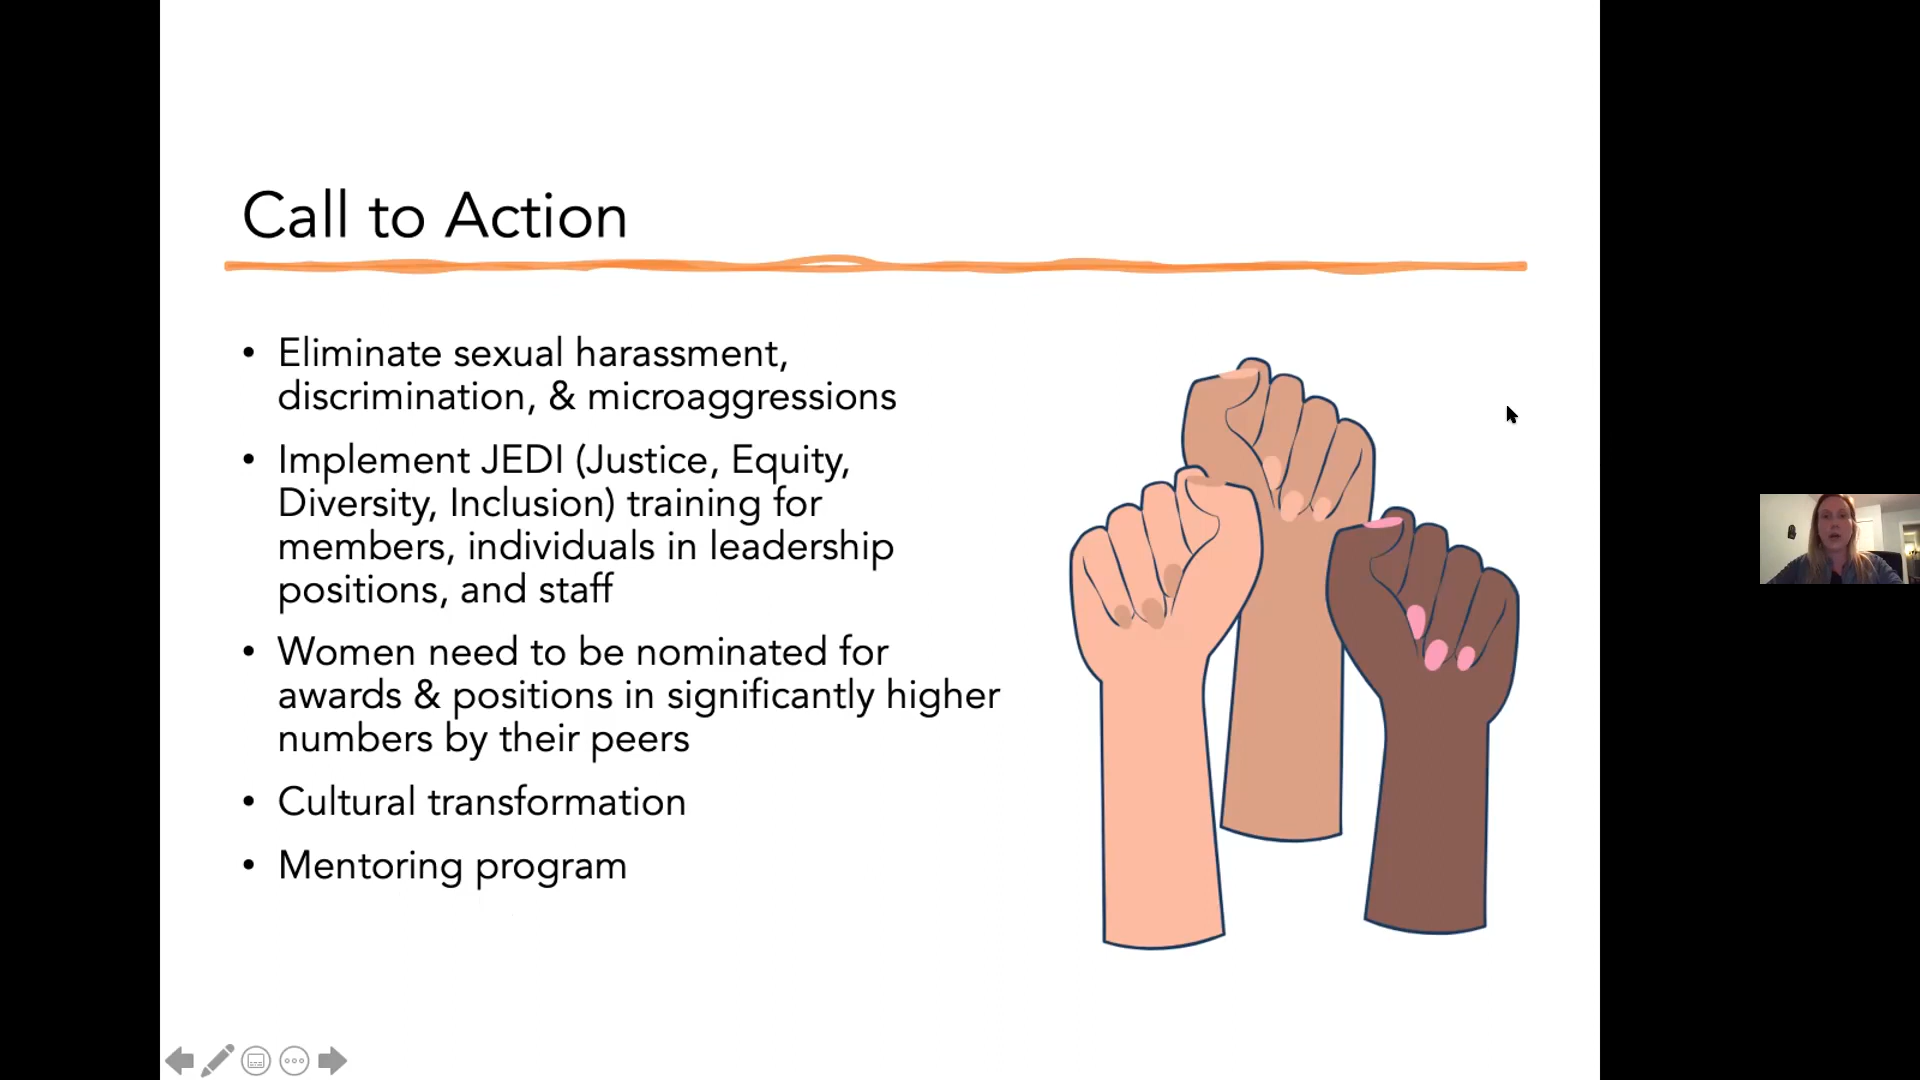 Call to Action
• Eliminate sexual harassment,
discrimination, & microaggressions
• Implement JEDI (Justice, Equity,
Diversity, Inclusion) training for
members, individuals in leadership
positions, and staff
• Women need to be nominated for
awards & positions in significantly higher
numbers by their peers
• Cultural transformation
• Mentoring program